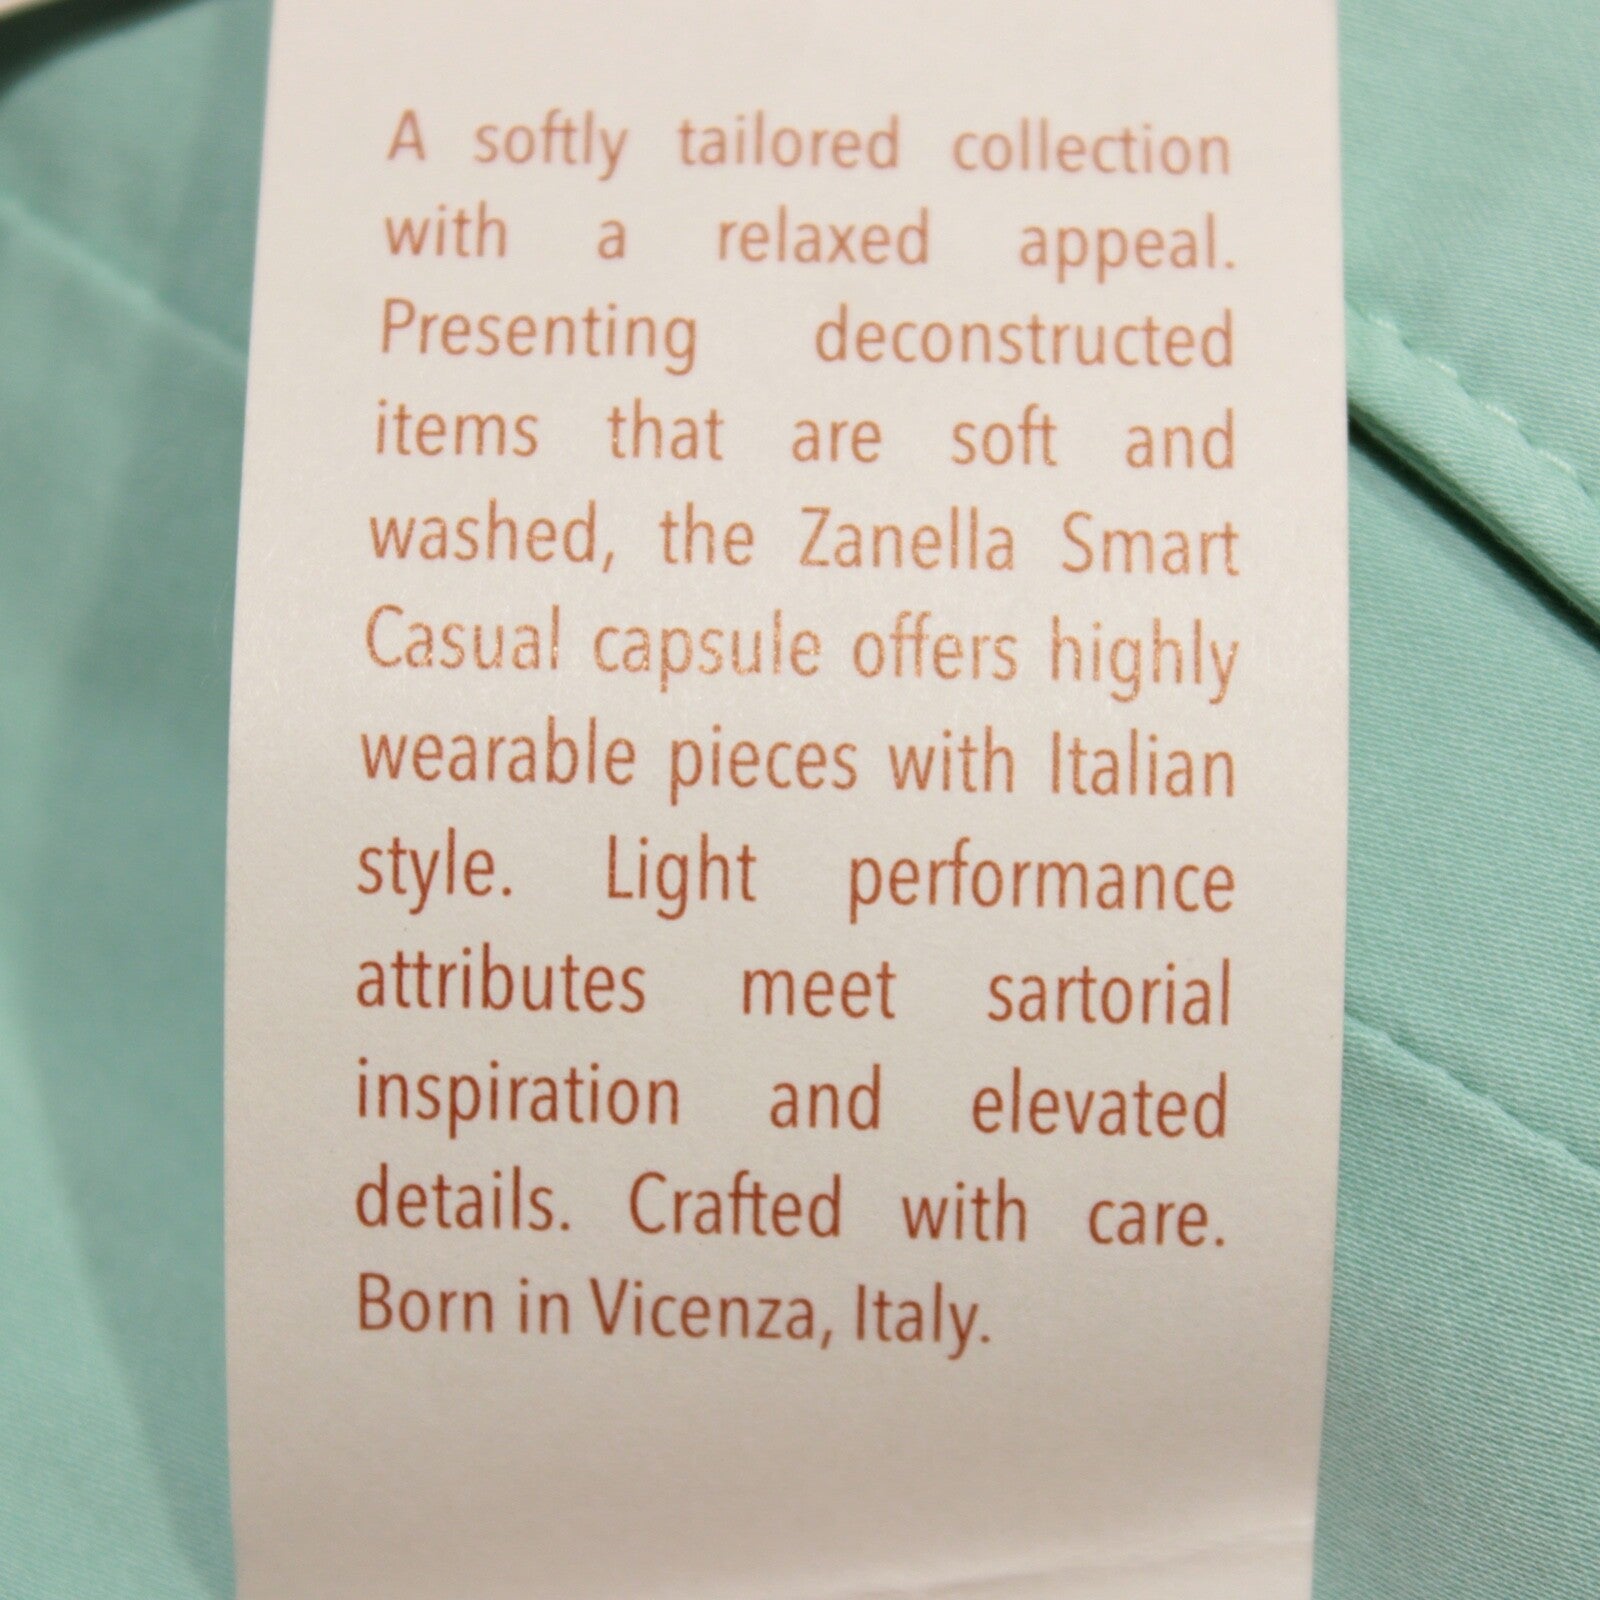 A softly tailored collection
with a relaxed appeal.
Presenting deconstructed
items that are soft and
washed, the Zanella Smart
Casual capsule offers highly
wearable pieces with Italian
style. Light performance
attributes meet sartorial
inspiration and elevated
details. Crafted with care.
Born in Vicenza, Italy.